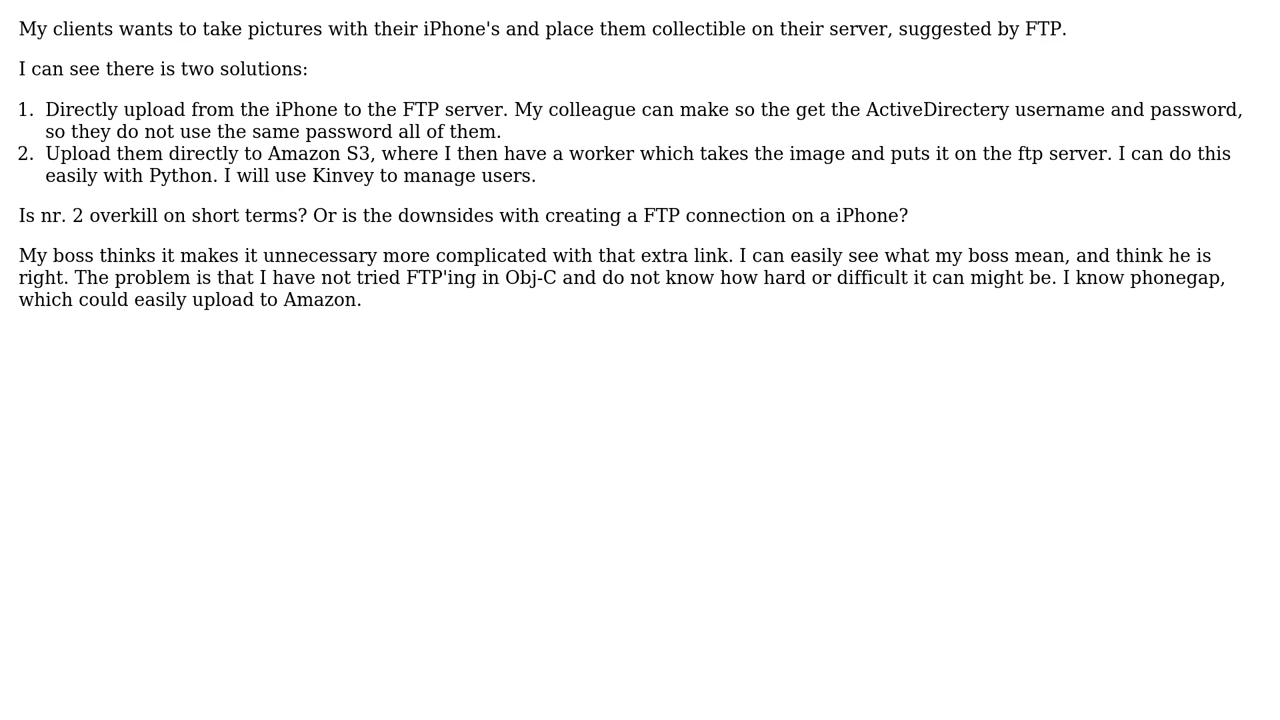 My clients wants to take pictures with their iPhone's and place them collectible on their server, suggested by FTP.
I can see there is two solutions:
1. Directly upload from the iPhone to the FTP server. My colleague can make so the get the ActiveDirectery username and password,
so they do not use the same password all of them.
2. Upload them directly to Amazon S3, where I then have a worker which takes the image and puts it on the ftp server. I can do this
easily with Python. I will use Kinvey to manage users.
Is nr. 2 overkill on short terms? Or is the downsides with creating a FTP connection on a iPhone?
My boss thinks it makes it unnecessary more complicated with that extra link. I can easily see what my boss mean, and think he is
right. The problem is that I have not tried FTP'ing in Obj-C and do not know how hard or difficult it can might be. I know phonegap,
which could easily upload to Amazon.